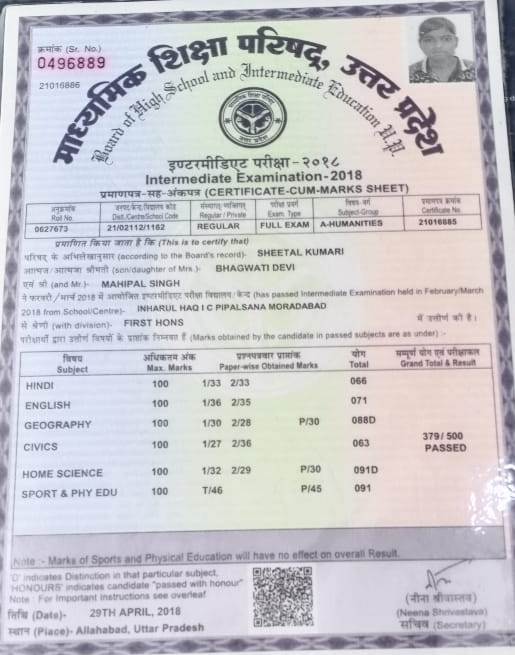 क्रमांक (Sr. No.)
0496889
21016886
माध्यमिक शिक्षा परिषद्, उत्तर प्रदेश
Board of High School and Intermediate Education U.P.
इण्टरमीडिएट परीक्षा-२०१८
Intermediate Examination-2018
प्रमाणपत्र-सह-अंकपत्र (CERTIFICATE-CUM-MARKS SHEET)
अनुक्रमांक जनपद/केन्द्र/विद्यालय कोड संस्थागत/व्यक्तिगत परीक्षा प्रकार विषय-वर्ग प्रमाणपत्र क्रमांक
Roll No. Dist./Centre/School Code Regular / Private Exam. Type Subject-Group Certificate No.
0627673 21/02112/1162 REGULAR FULL EXAM A-HUMANITIES 21016885
प्रमाणित किया जाता है कि (This is to certify that)
परिषद के अभिलेखानुसार (according to the Board's record)- SHEETAL KUMARI
आत्मज/आत्मजा श्रीमती (son/daughter of Mrs.)- BHAGWATI DEVI
एवं श्री (and Mr.)- MAHIPAL SINGH
ने फरवरी/मार्च 2018 में आयोजित इण्टरमीडिएट परीक्षा विद्यालय/केन्द्र (has passed Intermediate Examination held in February/March
2018 from School/Centre)- INHARUL HAQ I C PIPALSANA MORADABAD
से श्रेणी (with division)- FIRST HONS में उत्तीर्ण की है।
परीक्षार्थी द्वारा उत्तीर्ण विषयों के प्राप्तांक निम्नवत हैं (Marks obtained by the candidate in passed subjects are as under) :-
विषय अधिकतम अंक प्रश्नपत्रवार प्राप्तांक योग सम्पूर्ण योग एवं परीक्षाफल
Subject Max. Marks Paper-wise Obtained Marks Total Grand Total & Result
HINDI 100 1/33 2/33 066
ENGLISH 100 1/36 2/35 071
GEOGRAPHY 100 1/30 2/28 P/30 088D
379/500
CIVICS 100 1/27 2/36 063 PASSED
HOME SCIENCE 100 1/32 2/29 P/30 091D
SPORT & PHY EDU 100 T/46 P/45 091
Note :- Marks of Sports and Physical Education will have no effect on overall Result.
'D' indicates Distinction in that particular subject,
HONOURS' indicates candidate "passed with honour"
Note : For Important Instructions see overleaf
तिथि (Date)- 29TH APRIL, 2018
स्थान (Place)- Allahabad, Uttar Pradesh
(नीना श्रीवास्तव)
(Neena Shrivastava)
सचिव (Secretary)